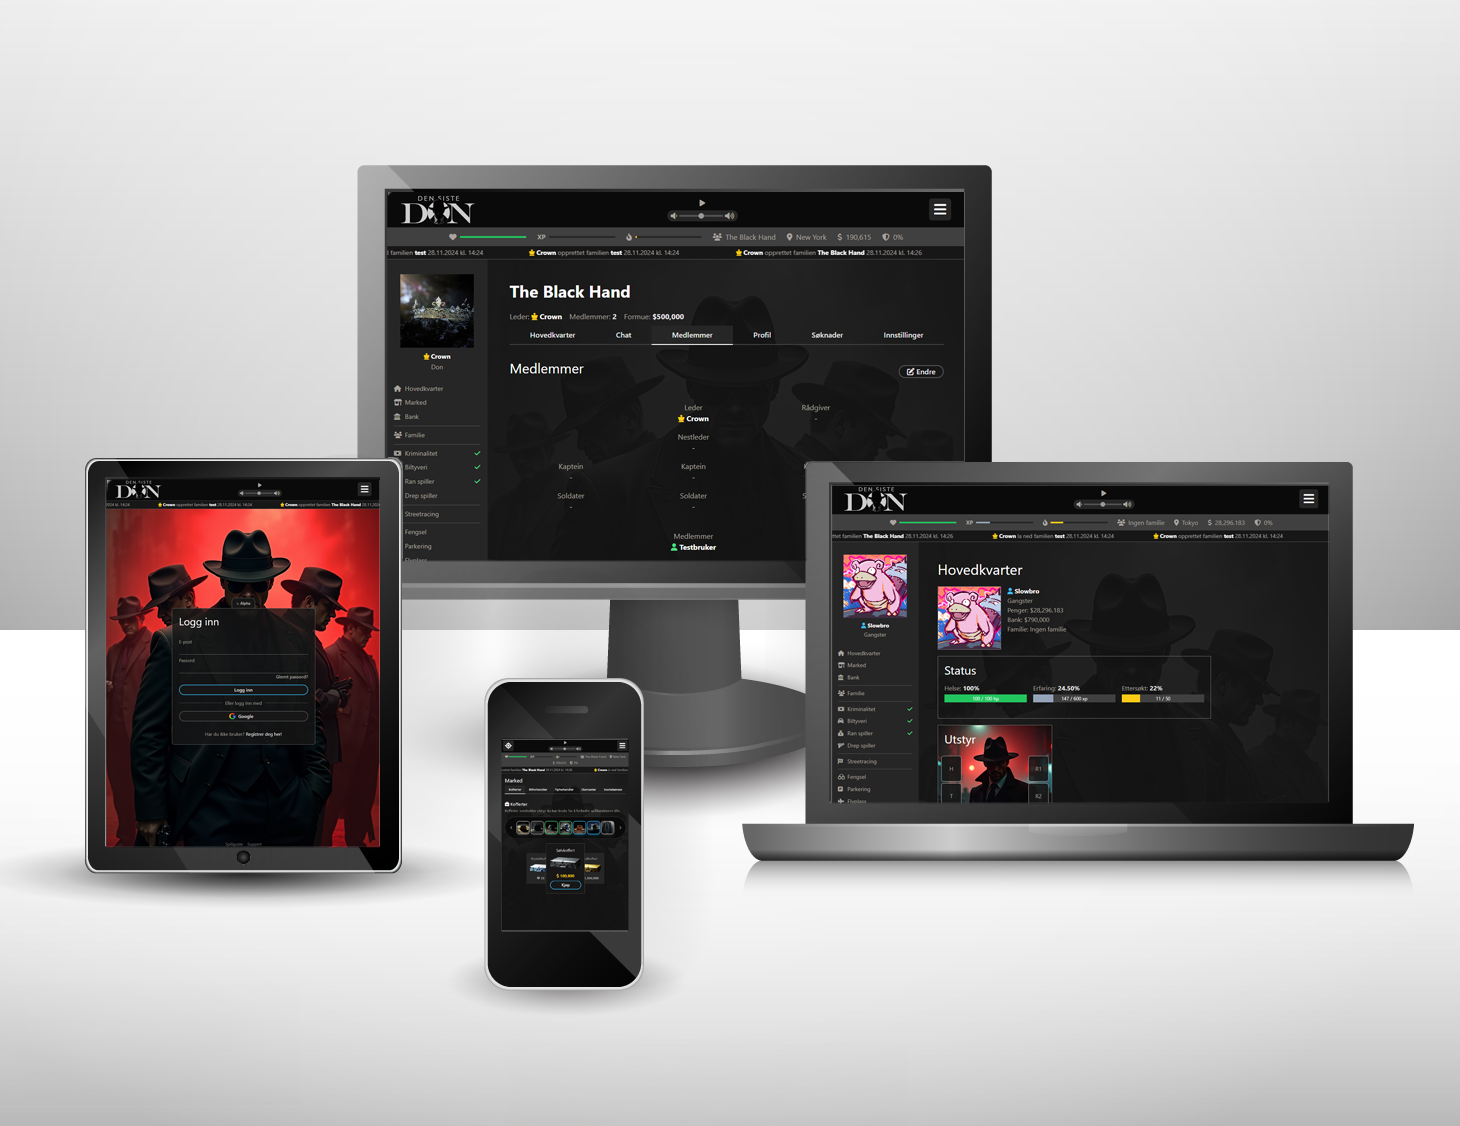 DEN SISTE
DON
XP
The Black Hand
New York
$ 190,615
0%
l familien test 28.11.2024 kl. 14:24
Crown opprettet familien test 28.11.2024 kl. 14:24
Crown opprettet familien The Black Hand 28.11.2024 kl. 14:26
Crown
Don
Hovedkvarter
Marked
Bank
Familie
Kriminalitet
Biltyveri
Ran spiller
Drep spiller
Streetracing
Fengsel
Parkering
Flyplass
The Black Hand
Leder: Crown Medlemmer: 2 Formue: $500,000
Hovedkvarter Chat Medlemmer Profil Søknader Innstillinger
Medlemmer
Endre
Leder
Crown
Rådgiver
-
Nestleder
-
Kaptein
-
Kaptein
-
Soldater
-
Soldater
-
Medlemmer
Testbruker
DEN SISTE
DON
2024 kl. 14:24
Crown opprettet familien test 28.11.2024 kl. 14:24
Crown opprettet familien The Black Hand 28.11.2024
Alpha
Logg inn
E-post
Passord
Glemt passord?
Logg inn
Eller logg inn med
Google
Har du ikke bruker? Registrer deg her!
Spillguide Support
Marked
Kofferter
Sølvkoffert
$ 100,000
Kjøp
DEN SISTE
DON
XP
Ingen familie
Tokyo
$ 28,296,183
0%
ttet familien The Black Hand 28.11.2024 kl. 14:26
Crown la ned familien test 28.11.2024 kl. 14:24
Crown opprettet familien test 28.11.2024 kl. 14:24
Slowbro
Gangster
Hovedkvarter
Marked
Bank
Familie
Kriminalitet
Biltyveri
Ran spiller
Drep spiller
Streetracing
Fengsel
Parkering
Flyplass
Hovedkvarter
Slowbro
Gangster
Penger: $28,296,183
Bank: $790,000
Familie: Ingen familie
Status
Helse: 100%
100 / 100 hp
Erfaring: 24.50%
147 / 600 xp
Ettersøkt: 22%
11 / 50
Utstyr
H
R1
T
R2